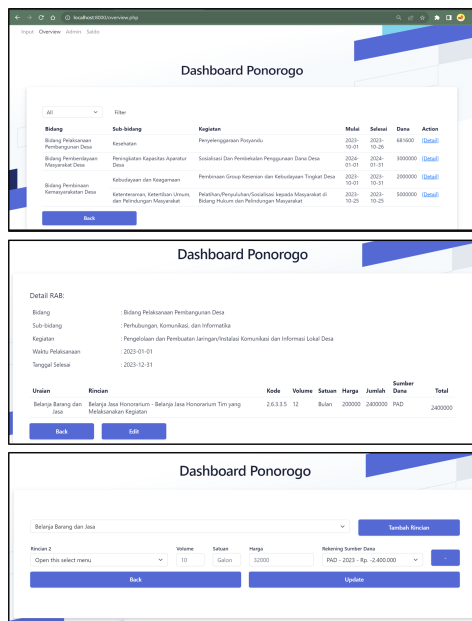 localhost:8080/overview.php
Input Overview Admin Saldo
Dashboard Ponorogo
All Filter
Bidang Sub-bidang Kegiatan Mulai Selesai Dana Action
Bidang Pelaksanaan Pembangunan Desa Kesehatan Penyelenggaraan Posyandu 2023-10-01 2023-10-26 681600 [Detail]
Bidang Pemberdayaan Masyarakat Desa Peningkatan Kapasitas Aparatur Desa Sosialisasi Dan Pembekalan Penggunaan Dana Desa 2024-01-01 2024-01-31 3000000 [Detail]
Bidang Pembinaan Kemasyarakatan Desa Kebudayaan dan Keagamaan Pembinaan Group Kesenian dan Kebudayaan Tingkat Desa 2023-10-01 2023-10-31 2000000 [Detail]
Ketenteraman, Ketertiban Umum, dan Pelindungan Masyarakat Pelatihan/Penyuluhan/Sosialisasi kepada Masyarakat di Bidang Hukum dan Pelindungan Masyarakat 2023-10-25 2023-10-25 5000000 [Detail]
Back
Dashboard Ponorogo
Detail RAB:
Bidang : Bidang Pelaksanaan Pembangunan Desa
Sub-bidang : Perhubungan, Komunikasi, dan Informatika
Kegiatan : Pengelolaan dan Pembuatan Jaringan/Instalasi Komunikasi dan Informasi Lokal Desa
Waktu Pelaksanaan : 2023-01-01
Tanggal Selesai : 2023-12-31
Uraian Rincian Kode Volume Satuan Harga Jumlah Sumber Dana Total
Belanja Barang dan Jasa Belanja Jasa Honorarium - Belanja Jasa Honorarium Tim yang Melaksanakan Kegiatan 2.6.3.3.5 12 Bulan 200000 2400000 PAD 2400000
Back Edit
Dashboard Ponorogo
Belanja Barang dan Jasa Tambah Rincian
Rincian 2 Volume Satuan Harga Rekening Sumber Dana
Open this select menu 10 Galon 32000 PAD - 2023 - Rp. -2.400.000 -
Back Update